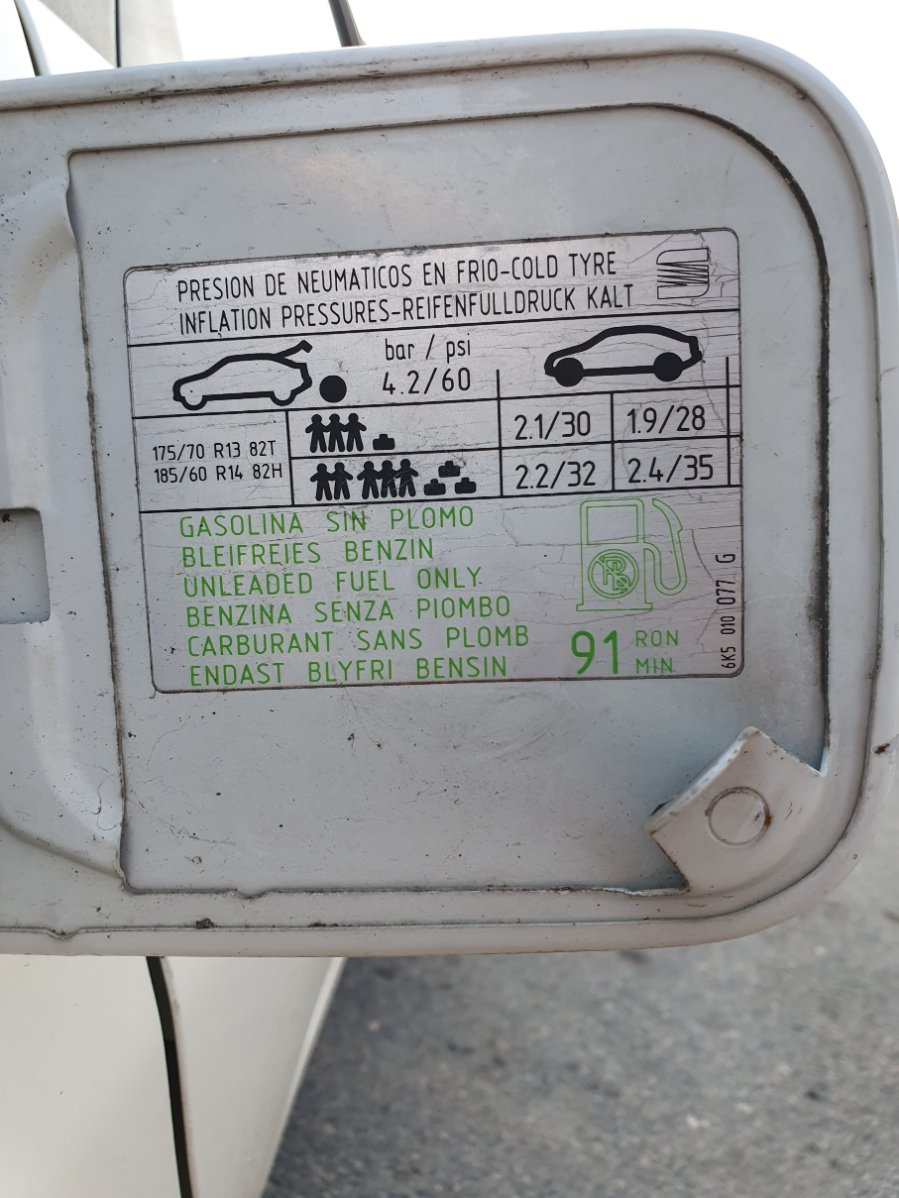 PRESION DE NEUMATICOS EN FRIO-COLD TYRE
INFLATION PRESSURES-REIFENFULLDRUCK KALT
bar / psi
4.2/60
175/70 R13 82T
185/60 R14 82H
2.1/30 1.9/28
2.2/32 2.4/35
GASOLINA SIN PLOMO
BLEIFREIES BENZIN
UNLEADED FUEL ONLY
BENZINA SENZA PIOMBO
CARBURANT SANS PLOMB
ENDAST BLYFRI BENSIN
91 RON
MIN.
6K5 010 077 G